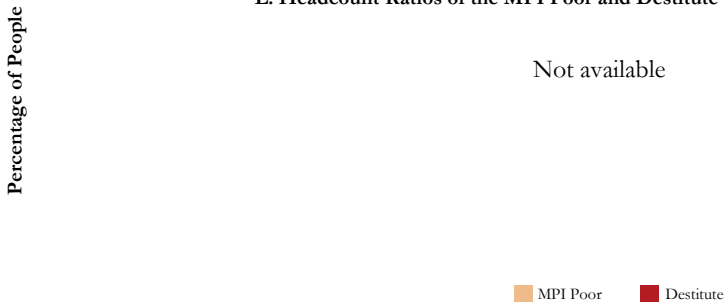 E. Headcount Ratios of the MPI Poor and Destitute
Percentage of People
Not available
MPI Poor
Destitute